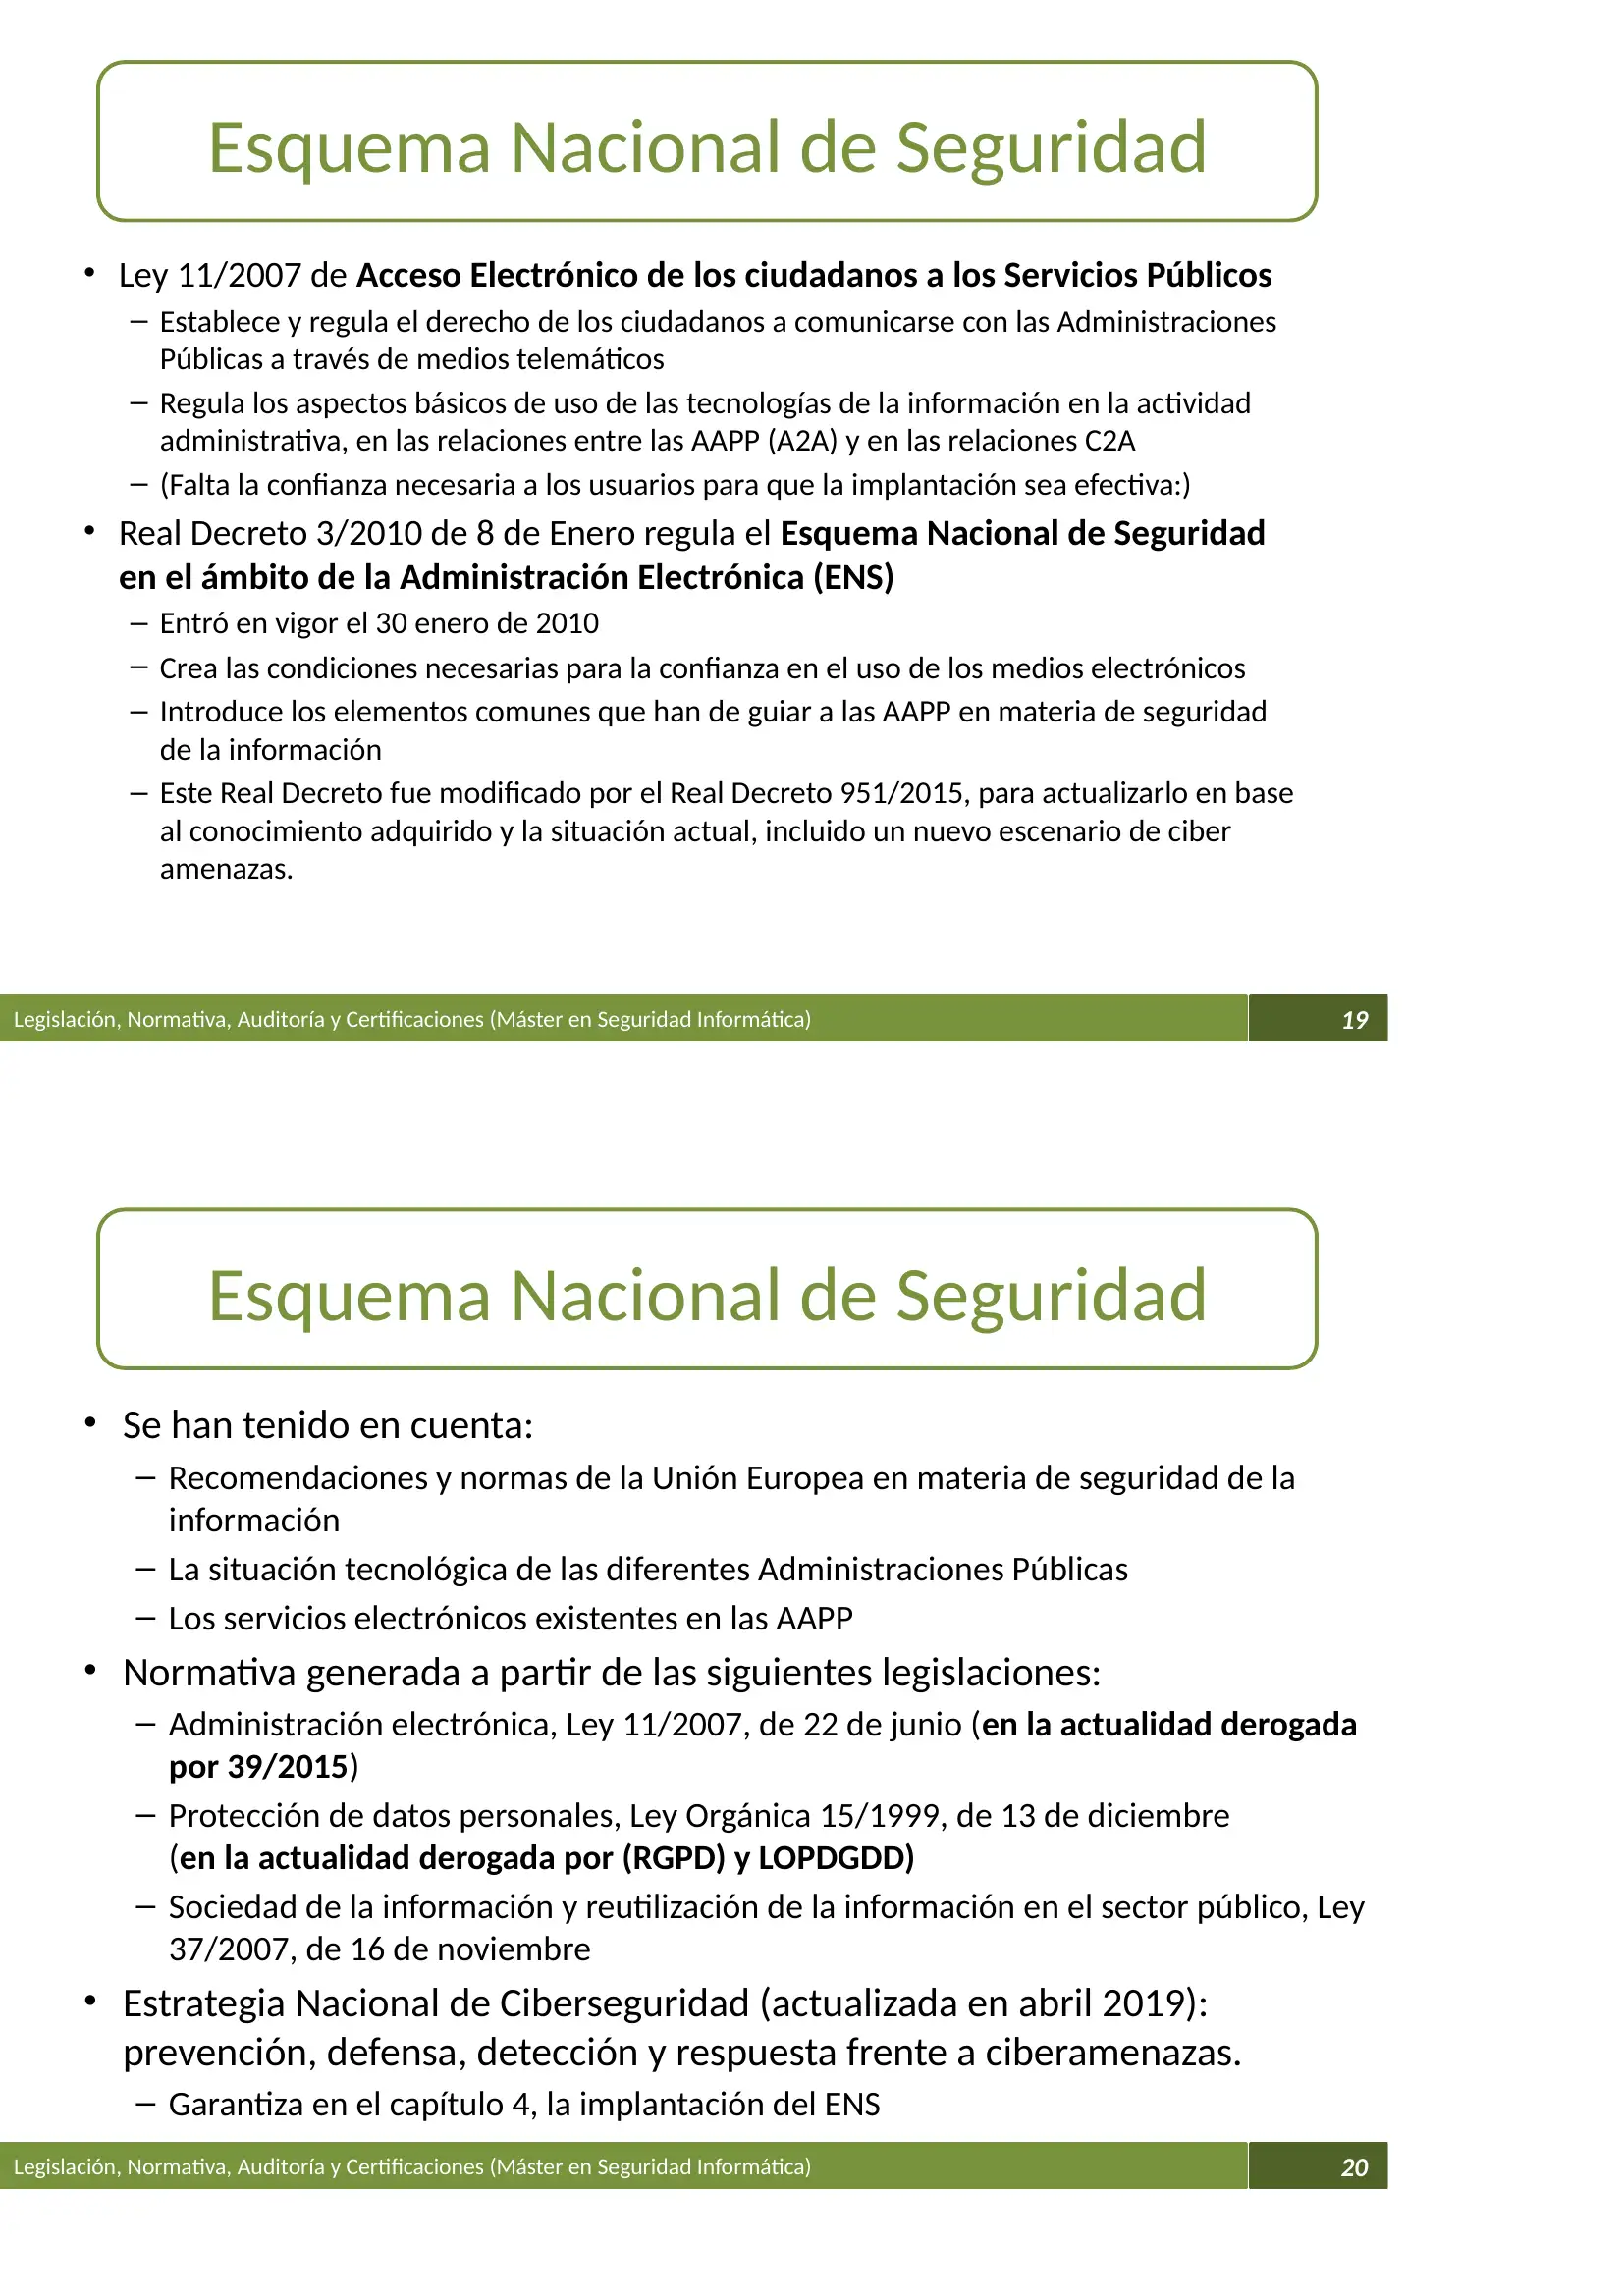 Esquema Nacional de Seguridad
• Ley 11/2007 de Acceso Electrónico de los ciudadanos a los Servicios Públicos
– Establece y regula el derecho de los ciudadanos a comunicarse con las Administraciones
Públicas a través de medios telemáticos
– Regula los aspectos básicos de uso de las tecnologías de la información en la actividad
administrativa, en las relaciones entre las AAPP (A2A) y en las relaciones C2A
– (Falta la confianza necesaria a los usuarios para que la implantación sea efectiva:)
• Real Decreto 3/2010 de 8 de Enero regula el Esquema Nacional de Seguridad
en el ámbito de la Administración Electrónica (ENS)
– Entró en vigor el 30 enero de 2010
– Crea las condiciones necesarias para la confianza en el uso de los medios electrónicos
– Introduce los elementos comunes que han de guiar a las AAPP en materia de seguridad
de la información
– Este Real Decreto fue modificado por el Real Decreto 951/2015, para actualizarlo en base
al conocimiento adquirido y la situación actual, incluido un nuevo escenario de ciber
amenazas.
Legislación, Normativa, Auditoría y Certificaciones (Máster en Seguridad Informática) 19
Esquema Nacional de Seguridad
• Se han tenido en cuenta:
– Recomendaciones y normas de la Unión Europea en materia de seguridad de la
información
– La situación tecnológica de las diferentes Administraciones Públicas
– Los servicios electrónicos existentes en las AAPP
• Normativa generada a partir de las siguientes legislaciones:
– Administración electrónica, Ley 11/2007, de 22 de junio (en la actualidad derogada
por 39/2015)
– Protección de datos personales, Ley Orgánica 15/1999, de 13 de diciembre
(en la actualidad derogada por (RGPD) y LOPDGDD)
– Sociedad de la información y reutilización de la información en el sector público, Ley
37/2007, de 16 de noviembre
• Estrategia Nacional de Ciberseguridad (actualizada en abril 2019):
prevención, defensa, detección y respuesta frente a ciberamenazas.
– Garantiza en el capítulo 4, la implantación del ENS
Legislación, Normativa, Auditoría y Certificaciones (Máster en Seguridad Informática) 20